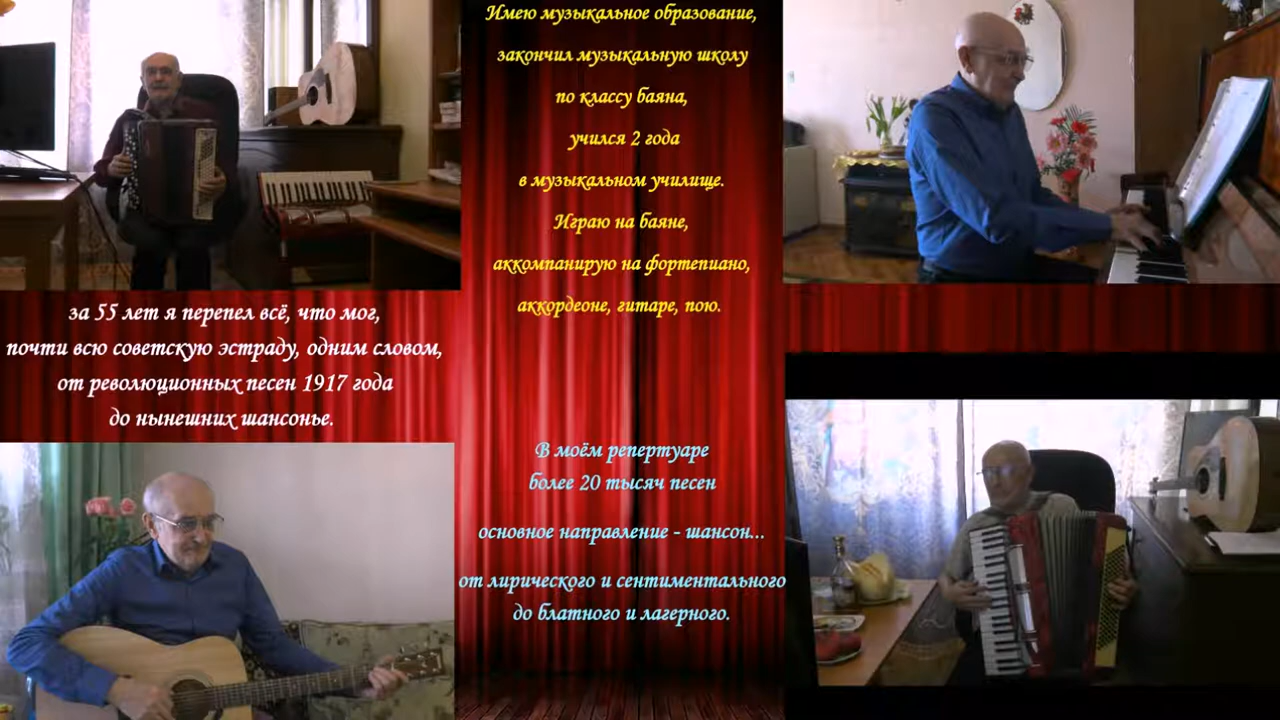 Имею музыкальное образование,
закончил музыкальную школу
по классу баяна,
учился 2 года
в музыкальном училище.
Играю на баяне,
аккомпанирую на фортепиано,
аккордеоне, гитаре, пою.
за 55 лет я перепел всё, что мог,
почти всю советскую эстраду, одним словом,
от революционных песен 1917 года
до нынешних шансонье.
В моём репертуаре
более 20 тысяч песен
основное направление - шансон...
от лирического и сентиментального
до блатного и лагерного.